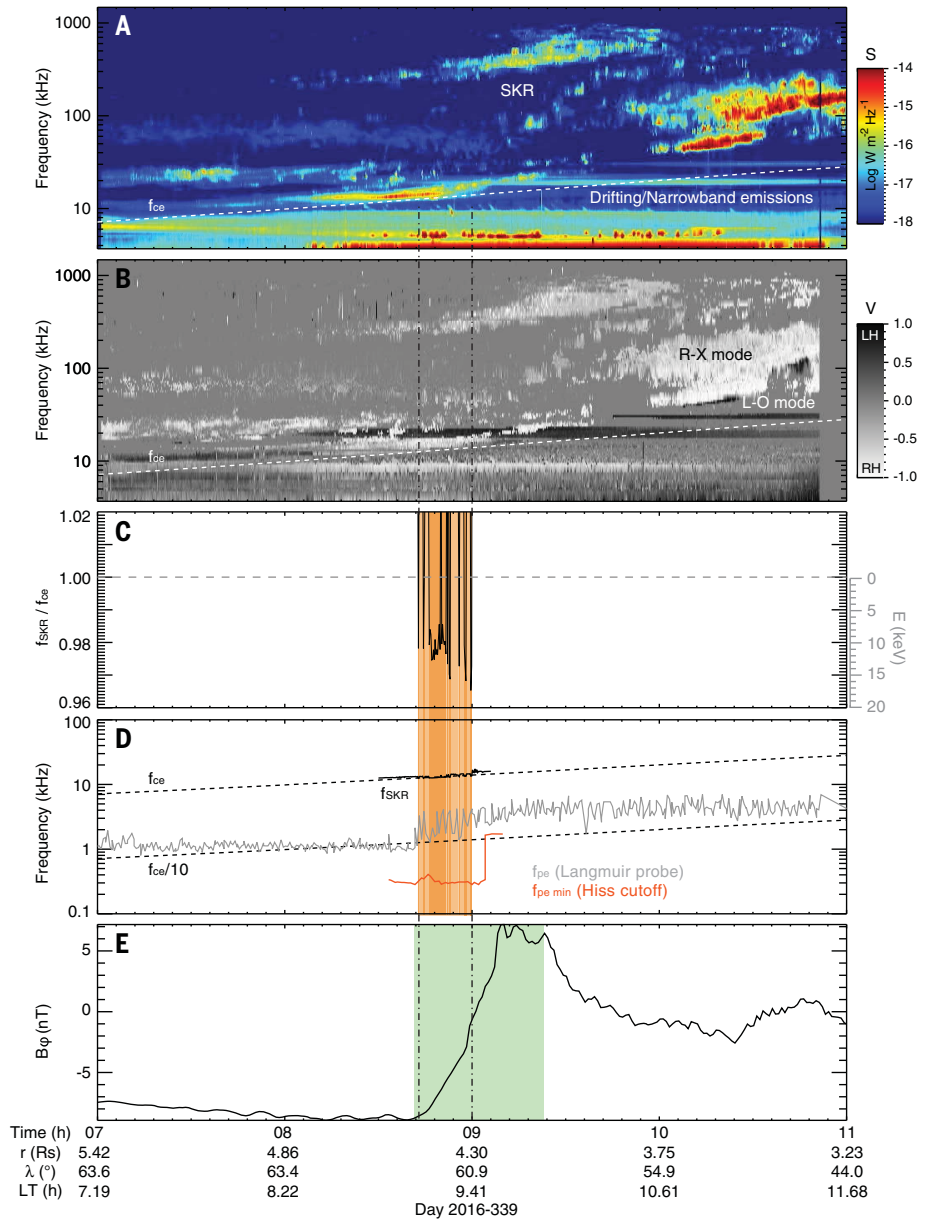 A
1000
100
10
Frequency (kHz)
SKR
fce
Drifting/Narrowband emissions
S
-14
-15
-16
-17
-18
Log W m-2 Hz-1
B
1000
100
10
Frequency (kHz)
R-X mode
L-O mode
fce
V
1.0
0.5
0.0
-0.5
-1.0
LH
RH
C
1.02
1.00
0.98
0.96
fSKR / fce
0
5
10
15
20
E (keV)
D
100
10
1
0.1
Frequency (kHz)
fce
fSKR
fce/10
fpe (Langmuir probe)
fpe min (Hiss cutoff)
E
5
0
-5
Bφ (nT)
Time (h) 07 08 09 10 11
r (Rs) 5.42 4.86 4.30 3.75 3.23
λ (°) 63.6 63.4 60.9 54.9 44.0
LT (h) 7.19 8.22 9.41 10.61 11.68
Day 2016-339